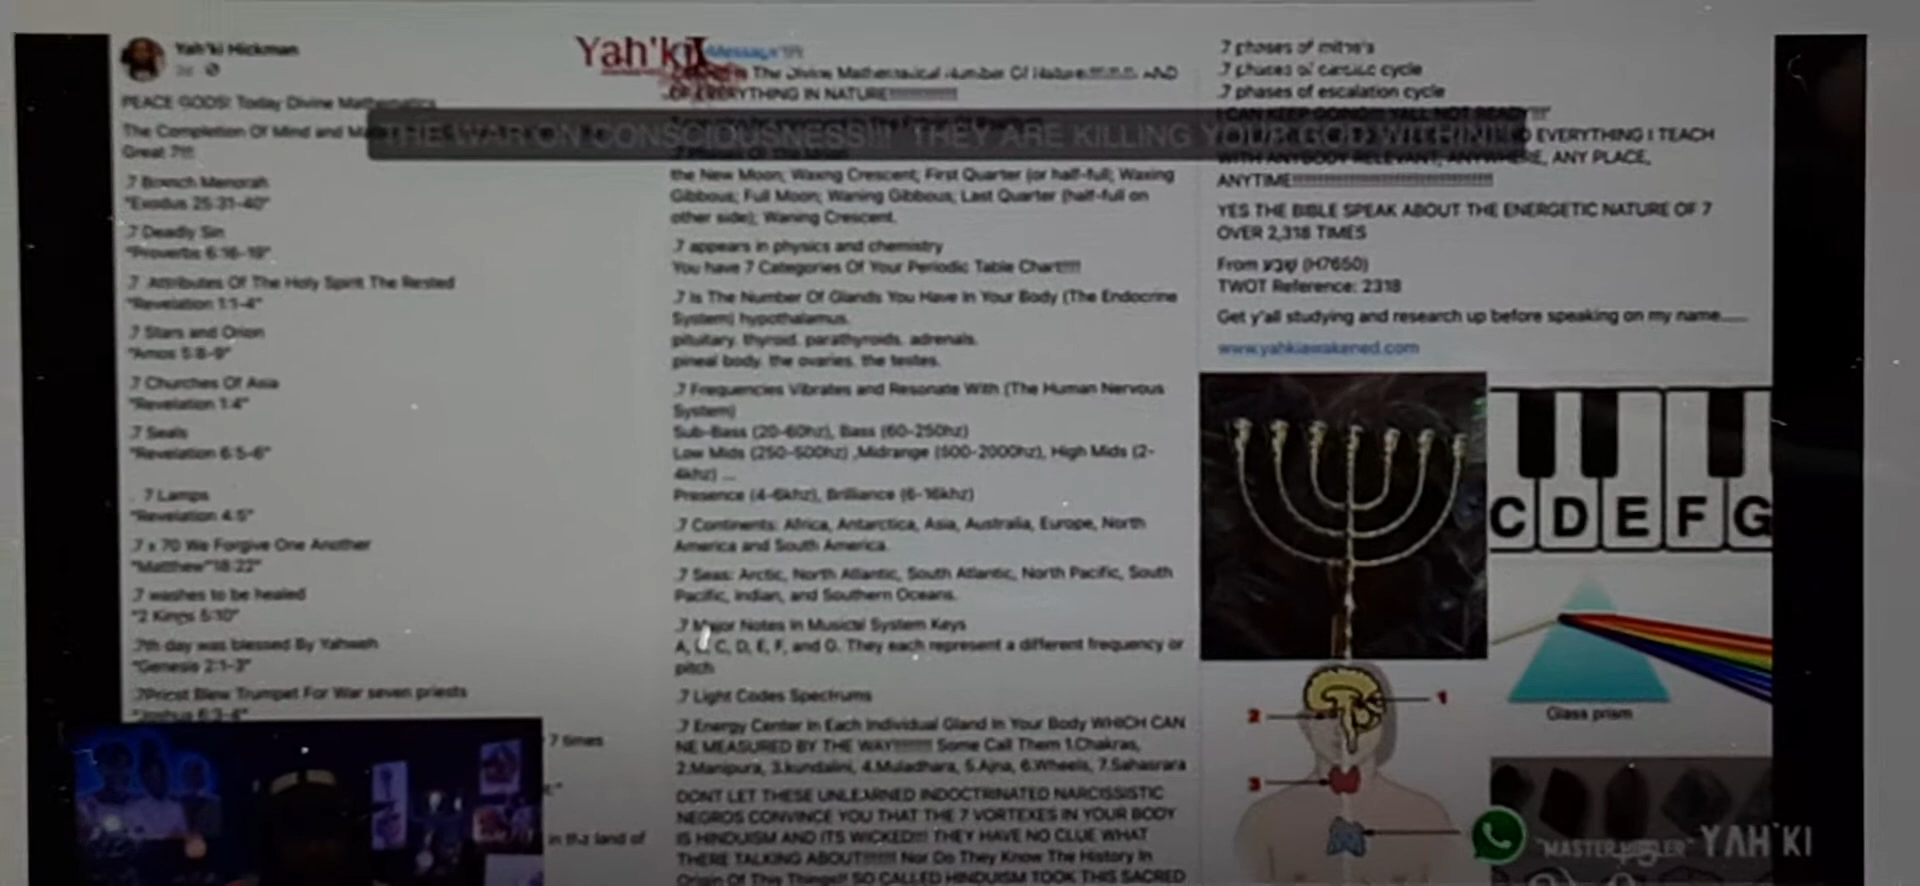 Yah'ki Hickman
PEACE GODS! Today Divine Mathematics
The Completion Of Mind and
Great 7!!!
7 Branch Menorah
"Exodus 25:31-40"
.7 Deadly Sin
"Proverbs 6:16-19"
.7 Attributes Of The Holy Spirit The Rested
"Revelation 1:1-4"
.7 Stars and Orion
"Amos 5:8-9"
.7 Churches Of Asia
"Revelation 1:4"
.7 Seals
"Revelation 6:5-6"
.7 Lamps
"Revelation 4:5"
.7 x 70 We Forgive One Another
"Matthew"18:22"
.7 washes to be healed
"2 Kings 5:10"
.7th day was blessed By Yahweh
"Genesis 2:1-3"
.7Priest Blew Trumpet For War seven priests
"Joshua 6:3-4"
7 times
in the land of
Yah'ki
Message
Is The Divine Mathematical Number Of Nature AND
OF EVERYTHING IN NATURE
THE WAR ON CONSCIOUSNESS!!! THEY ARE KILLING
the New Moon; Waxing Crescent; First Quarter (or half-full; Waxing
Gibbous; Full Moon; Waning Gibbous; Last Quarter (half-full on
other side); Waning Crescent.
.7 appears in physics and chemistry
You have 7 Categories Of Your Periodic Table Chart!!!!
.7 Is The Number Of Glands You Have In Your Body (The Endocrine
System) hypothalamus.
pituitary. thyroid. parathyroids. adrenals.
pineal body. the ovaries. the testes.
.7 Frequencies Vibrates and Resonate With (The Human Nervous
System)
Sub-Bass (20-60hz), Bass (60-250hz)
Low Mids (250-500hz) ,Midrange (500-2000hz), High Mids (2-
4khz) ...
Presence (4-6khz), Brilliance (6-16khz)
.7 Continents: Africa, Antarctica, Asia, Australia, Europe, North
America and South America.
.7 Seas: Arctic, North Atlantic, South Atlantic, North Pacific, South
Pacific, Indian, and Southern Oceans.
.7 Major Notes In Musical System Keys
A, C, D, E, F, and G. They each represent a different frequency or
pitch
.7 Light Codes Spectrums
.7 Energy Center In Each Individual Gland In Your Body WHICH CAN
NE MEASURED BY THE WAY!!!!!!!! Some Call Them 1.Chakras,
2.Manipura, 3.kundalini, 4.Muladhara, 5.Ajna, 6.Wheels, 7.Sahasrara
DONT LET THESE UNLEARNED INDOCTRINATED NARCISSISTIC
NEGROS CONVINCE YOU THAT THE 7 VORTEXES IN YOUR BODY
IS HINDUISM AND ITS WICKED!!! THEY HAVE NO CLUE WHAT
THERE TALKING ABOUT!!!!!!! Nor Do They Know The History In
Origin Of This Things!! SO CALLED HINDUISM TOOK THIS SACRED
.7 phases of cardiac cycle
.7 phases of escalation cycle
I CAN KEEP GOING!!! YALL NOT READY!!!
EVERYTHING I TEACH
WITH ANYBODY RELEVANT, ANYWHERE, ANY PLACE,
ANYTIME!!!!!!!!!!!!!!!!!!!!!!!!!!!!!!!!
YES THE BIBLE SPEAK ABOUT THE ENERGETIC NATURE OF 7
OVER 2,318 TIMES
From שבע (H7650)
TWOT Reference: 2318
Get y'all studying and research up before speaking on my name......
www.yahkiawakened.com
C D E F G
Glass prism
1
2
3
YAH'KI